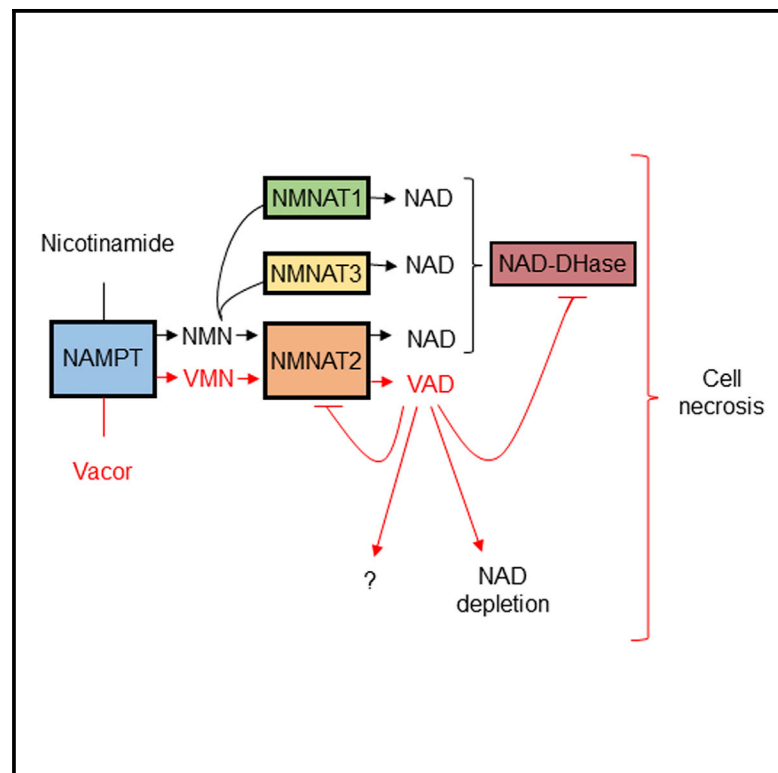 NMNAT1
NAD
Nicotinamide
NMNAT3
NAD
NAD-DHase
NAMPT
NMN
NMNAT2
NAD
VMN
VAD
Cell
necrosis
Vacor
?
NAD
depletion